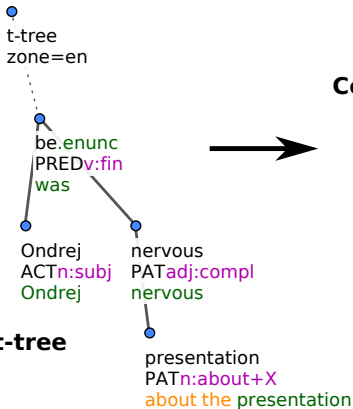 t-tree
zone=en
Co
be.enunc
PREDv:fin
was
Ondrej
ACTn:subj
Ondrej
nervous
PATadj:compl
nervous
t-tree
presentation
PATn:about+X
about the presentation